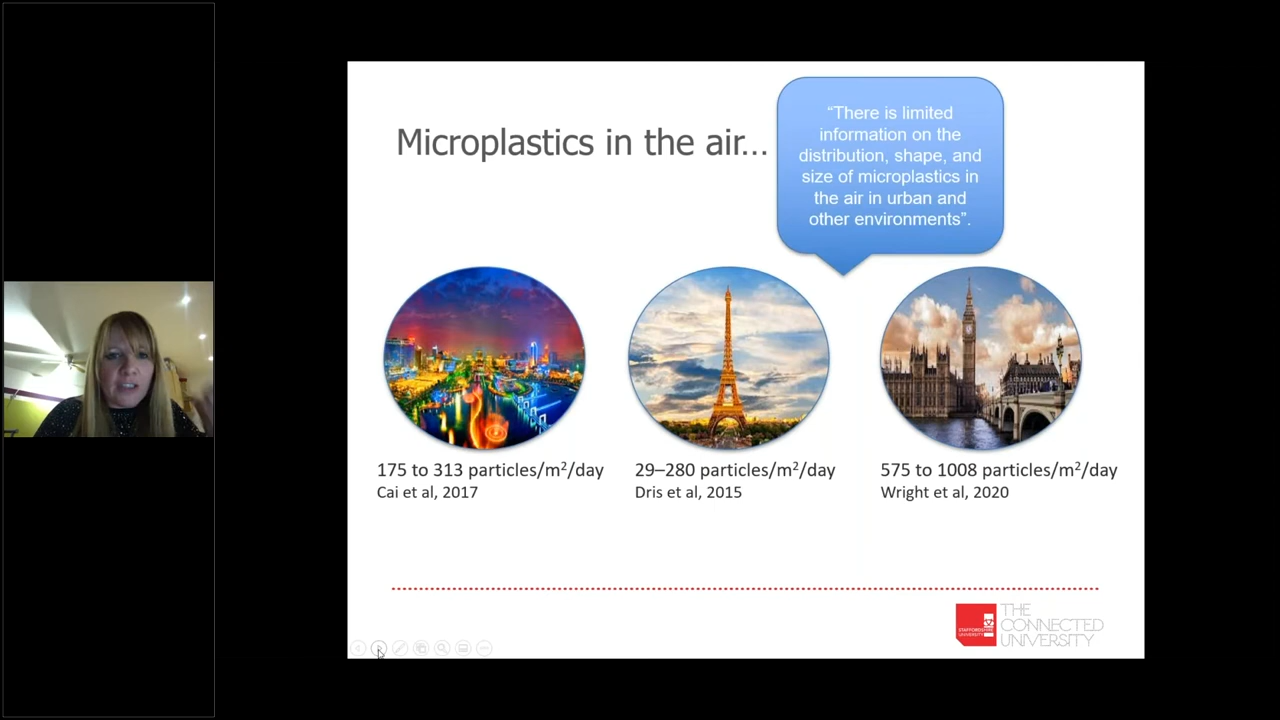 Microplastics in the air...
“There is limited
information on the
distribution, shape, and
size of microplastics in
the air in urban and
other environments”.
175 to 313 particles/m²/day
Cai et al, 2017
29–280 particles/m²/day
Dris et al, 2015
575 to 1008 particles/m²/day
Wright et al, 2020
STAFFORDSHIRE
UNIVERSITY
THE
CONNECTED
UNIVERSITY